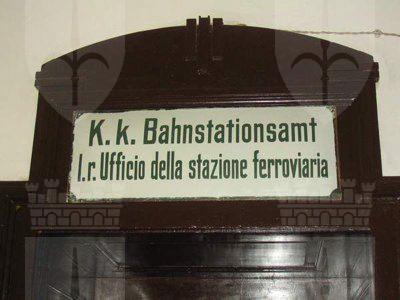 K. k. Bahnstationsamt
I.r. Ufficio della stazione ferroviaria